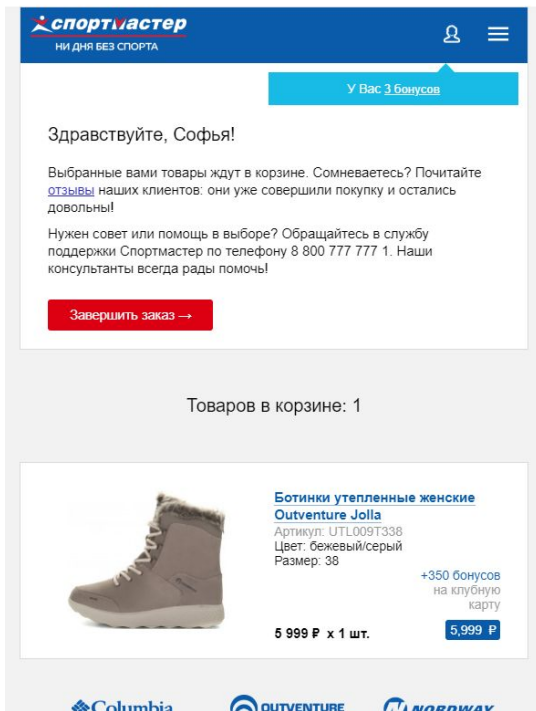 спортмастер
НИ ДНЯ БЕЗ СПОРТА
У Вас 3 бонусов
Здравствуйте, Софья!
Выбранные вами товары ждут в корзине. Сомневаетесь? Почитайте
отзывы наших клиентов: они уже совершили покупку и остались
довольны!
Нужен совет или помощь в выборе? Обращайтесь в службу
поддержки Спортмастер по телефону 8 800 777 777 1. Наши
консультанты всегда рады помочь!
Завершить заказ →
Товаров в корзине: 1
Ботинки утепленные женские
Outventure Jolla
Артикул: UTL009T338
Цвет: бежевый/серый
Размер: 38
+350 бонусов
на клубную
карту
5 999 ₽ x 1 шт.
5,999 ₽
Columbia
OUTVENTURE
NORDWAY